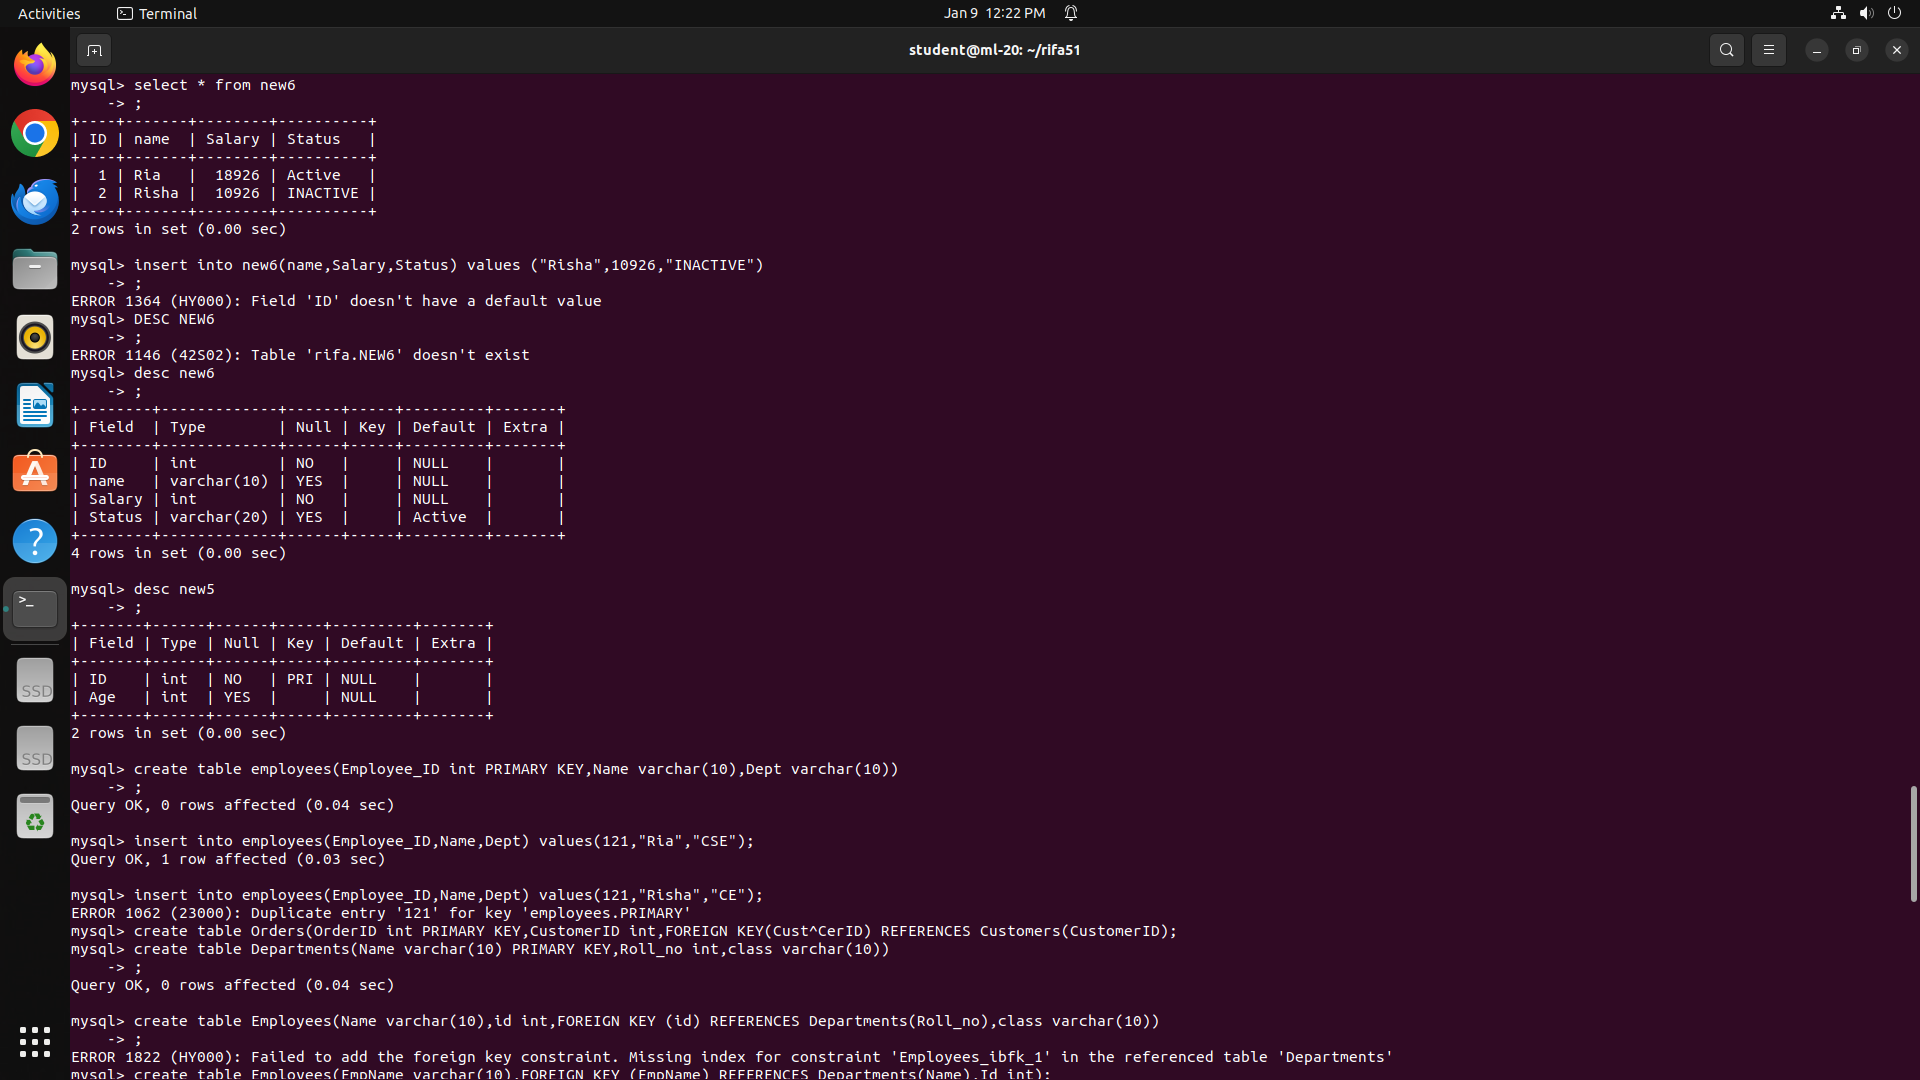 Activities
Terminal
Jan 9 12:22 PM
student@ml-20: ~/rifa51
mysql> select * from new6
    -> ;
+----+-------+--------+----------+
| ID | name  | Salary | Status   |
+----+-------+--------+----------+
|  1 | Ria   |  18926 | Active   |
|  2 | Risha |  10926 | INACTIVE |
+----+-------+--------+----------+
2 rows in set (0.00 sec)

mysql> insert into new6(name,Salary,Status) values ("Risha",10926,"INACTIVE")
    -> ;
ERROR 1364 (HY000): Field 'ID' doesn't have a default value
mysql> DESC NEW6
    -> ;
ERROR 1146 (42S02): Table 'rifa.NEW6' doesn't exist
mysql> desc new6
    -> ;
+--------+-------------+------+-----+---------+-------+
| Field  | Type        | Null | Key | Default | Extra |
+--------+-------------+------+-----+---------+-------+
| ID     | int         | NO   |     | NULL    |       |
| name   | varchar(10) | YES  |     | NULL    |       |
| Salary | int         | NO   |     | NULL    |       |
| Status | varchar(20) | YES  |     | Active  |       |
+--------+-------------+------+-----+---------+-------+
4 rows in set (0.00 sec)

mysql> desc new5
    -> ;
+-------+------+------+-----+---------+-------+
| Field | Type | Null | Key | Default | Extra |
+-------+------+------+-----+---------+-------+
| ID    | int  | NO   | PRI | NULL    |       |
| Age   | int  | YES  |     | NULL    |       |
+-------+------+------+-----+---------+-------+
2 rows in set (0.00 sec)

mysql> create table employees(Employee_ID int PRIMARY KEY,Name varchar(10),Dept varchar(10))
    -> ;
Query OK, 0 rows affected (0.04 sec)

mysql> insert into employees(Employee_ID,Name,Dept) values(121,"Ria","CSE");
Query OK, 1 row affected (0.03 sec)

mysql> insert into employees(Employee_ID,Name,Dept) values(121,"Risha","CE");
ERROR 1062 (23000): Duplicate entry '121' for key 'employees.PRIMARY'
mysql> create table Orders(OrderID int PRIMARY KEY,CustomerID int,FOREIGN KEY(Cust^CerID) REFERENCES Customers(CustomerID);
mysql> create table Departments(Name varchar(10) PRIMARY KEY,Roll_no int,class varchar(10))
    -> ;
Query OK, 0 rows affected (0.04 sec)

mysql> create table Employees(Name varchar(10),id int,FOREIGN KEY (id) REFERENCES Departments(Roll_no),class varchar(10))
    -> ;
ERROR 1822 (HY000): Failed to add the foreign key constraint. Missing index for constraint 'Employees_ibfk_1' in the referenced table 'Departments'
mysql> create table Employees(EmpName varchar(10),FOREIGN KEY (EmpName) REFERENCES Departments(Name),Id int);
SSD
SSD